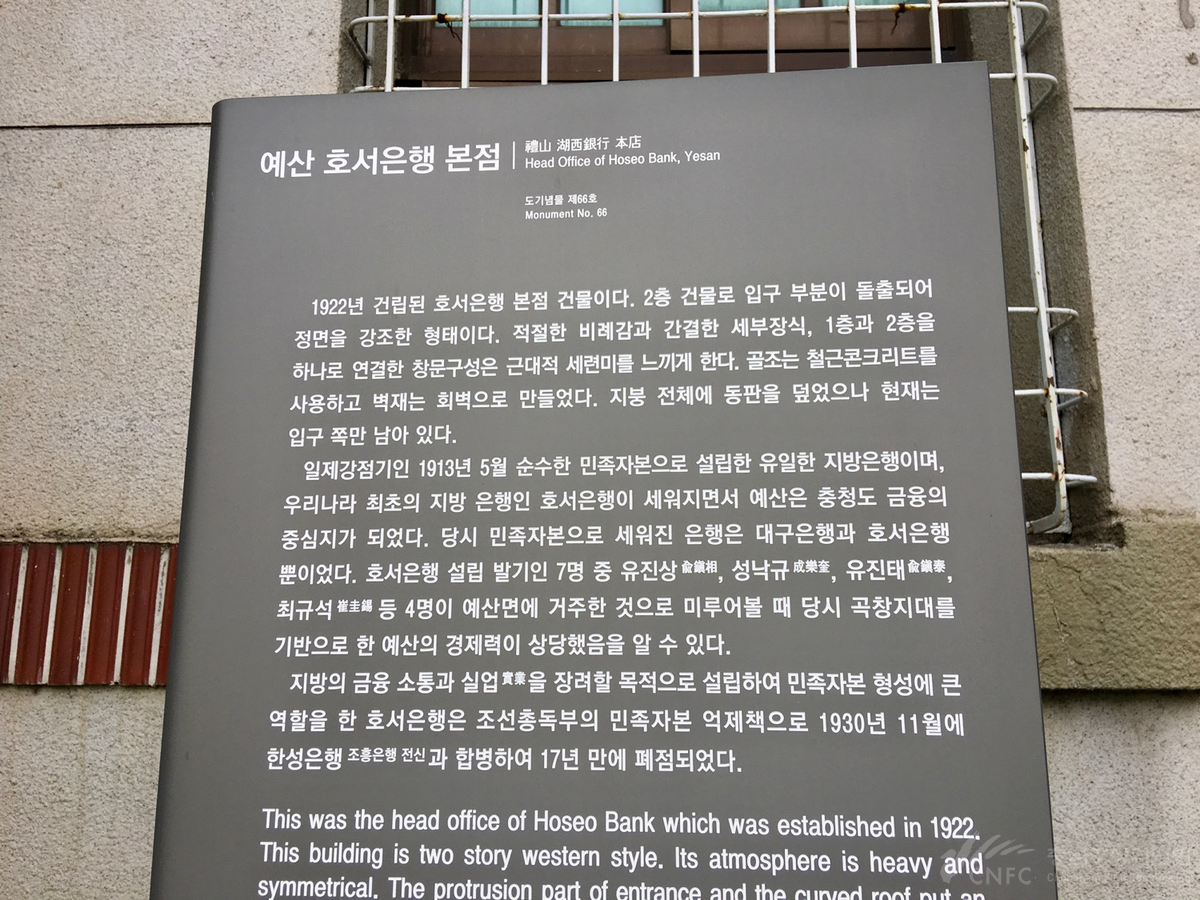 예산 호서은행 본점
禮山 湖西銀行 本店
Head Office of Hoseo Bank, Yesan
도기념물 제66호
Monument No. 66
1922년 건립된 호서은행 본점 건물이다. 2층 건물로 입구 부분이 돌출되어
정면을 강조한 형태이다. 적절한 비례감과 간결한 세부장식, 1층과 2층을
하나로 연결한 창문구성은 근대적 세련미를 느끼게 한다. 골조는 철근콘크리트를
사용하고 벽재는 회벽으로 만들었다. 지붕 전체에 동판을 덮었으나 현재는
입구 쪽만 남아 있다.
일제강점기인 1913년 5월 순수한 민족자본으로 설립한 유일한 지방은행이며,
우리나라 최초의 지방 은행인 호서은행이 세워지면서 예산은 충청도 금융의
중심지가 되었다. 당시 민족자본으로 세워진 은행은 대구은행과 호서은행
뿐이었다. 호서은행 설립 발기인 7명 중 유진상 兪鎭相, 성낙규 成樂奎, 유진태 兪鎭泰,
최규석 崔圭錫 등 4명이 예산면에 거주한 것으로 미루어볼 때 당시 곡창지대를
기반으로 한 예산의 경제력이 상당했음을 알 수 있다.
지방의 금융 소통과 실업 實業을 장려할 목적으로 설립하여 민족자본 형성에 큰
역할을 한 호서은행은 조선총독부의 민족자본 억제책으로 1930년 11월에
한성은행 조흥은행 전신과 합병하여 17년 만에 폐점되었다.
This was the head office of Hoseo Bank which was established in 1922.
This building is two story western style. Its atmosphere is heavy and
symmetrical. The protrusion part of entrance and the curved roof put an
CNFC